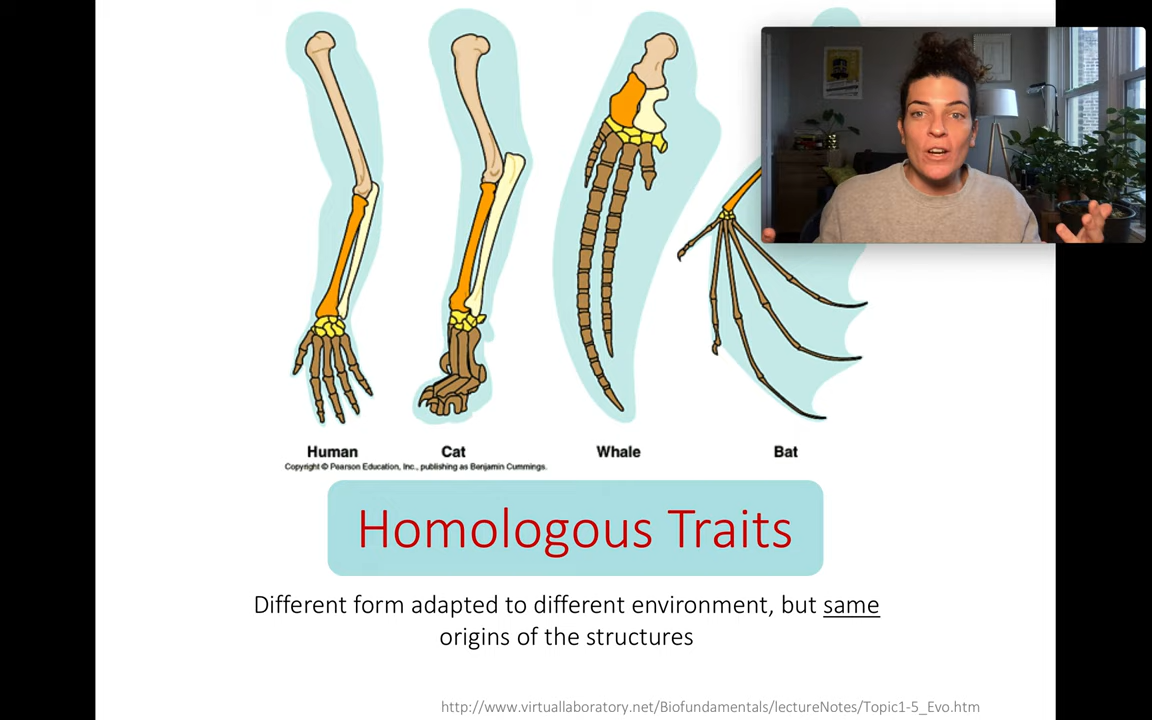 Human Cat Whale Bat
Copyright © Pearson Education, Inc., publishing as Benjamin Cummings.
Homologous Traits
Different form adapted to different environment, but same
origins of the structures
http://www.virtuallaboratory.net/Biofundamentals/lectureNotes/Topic1-5_Evo.htm